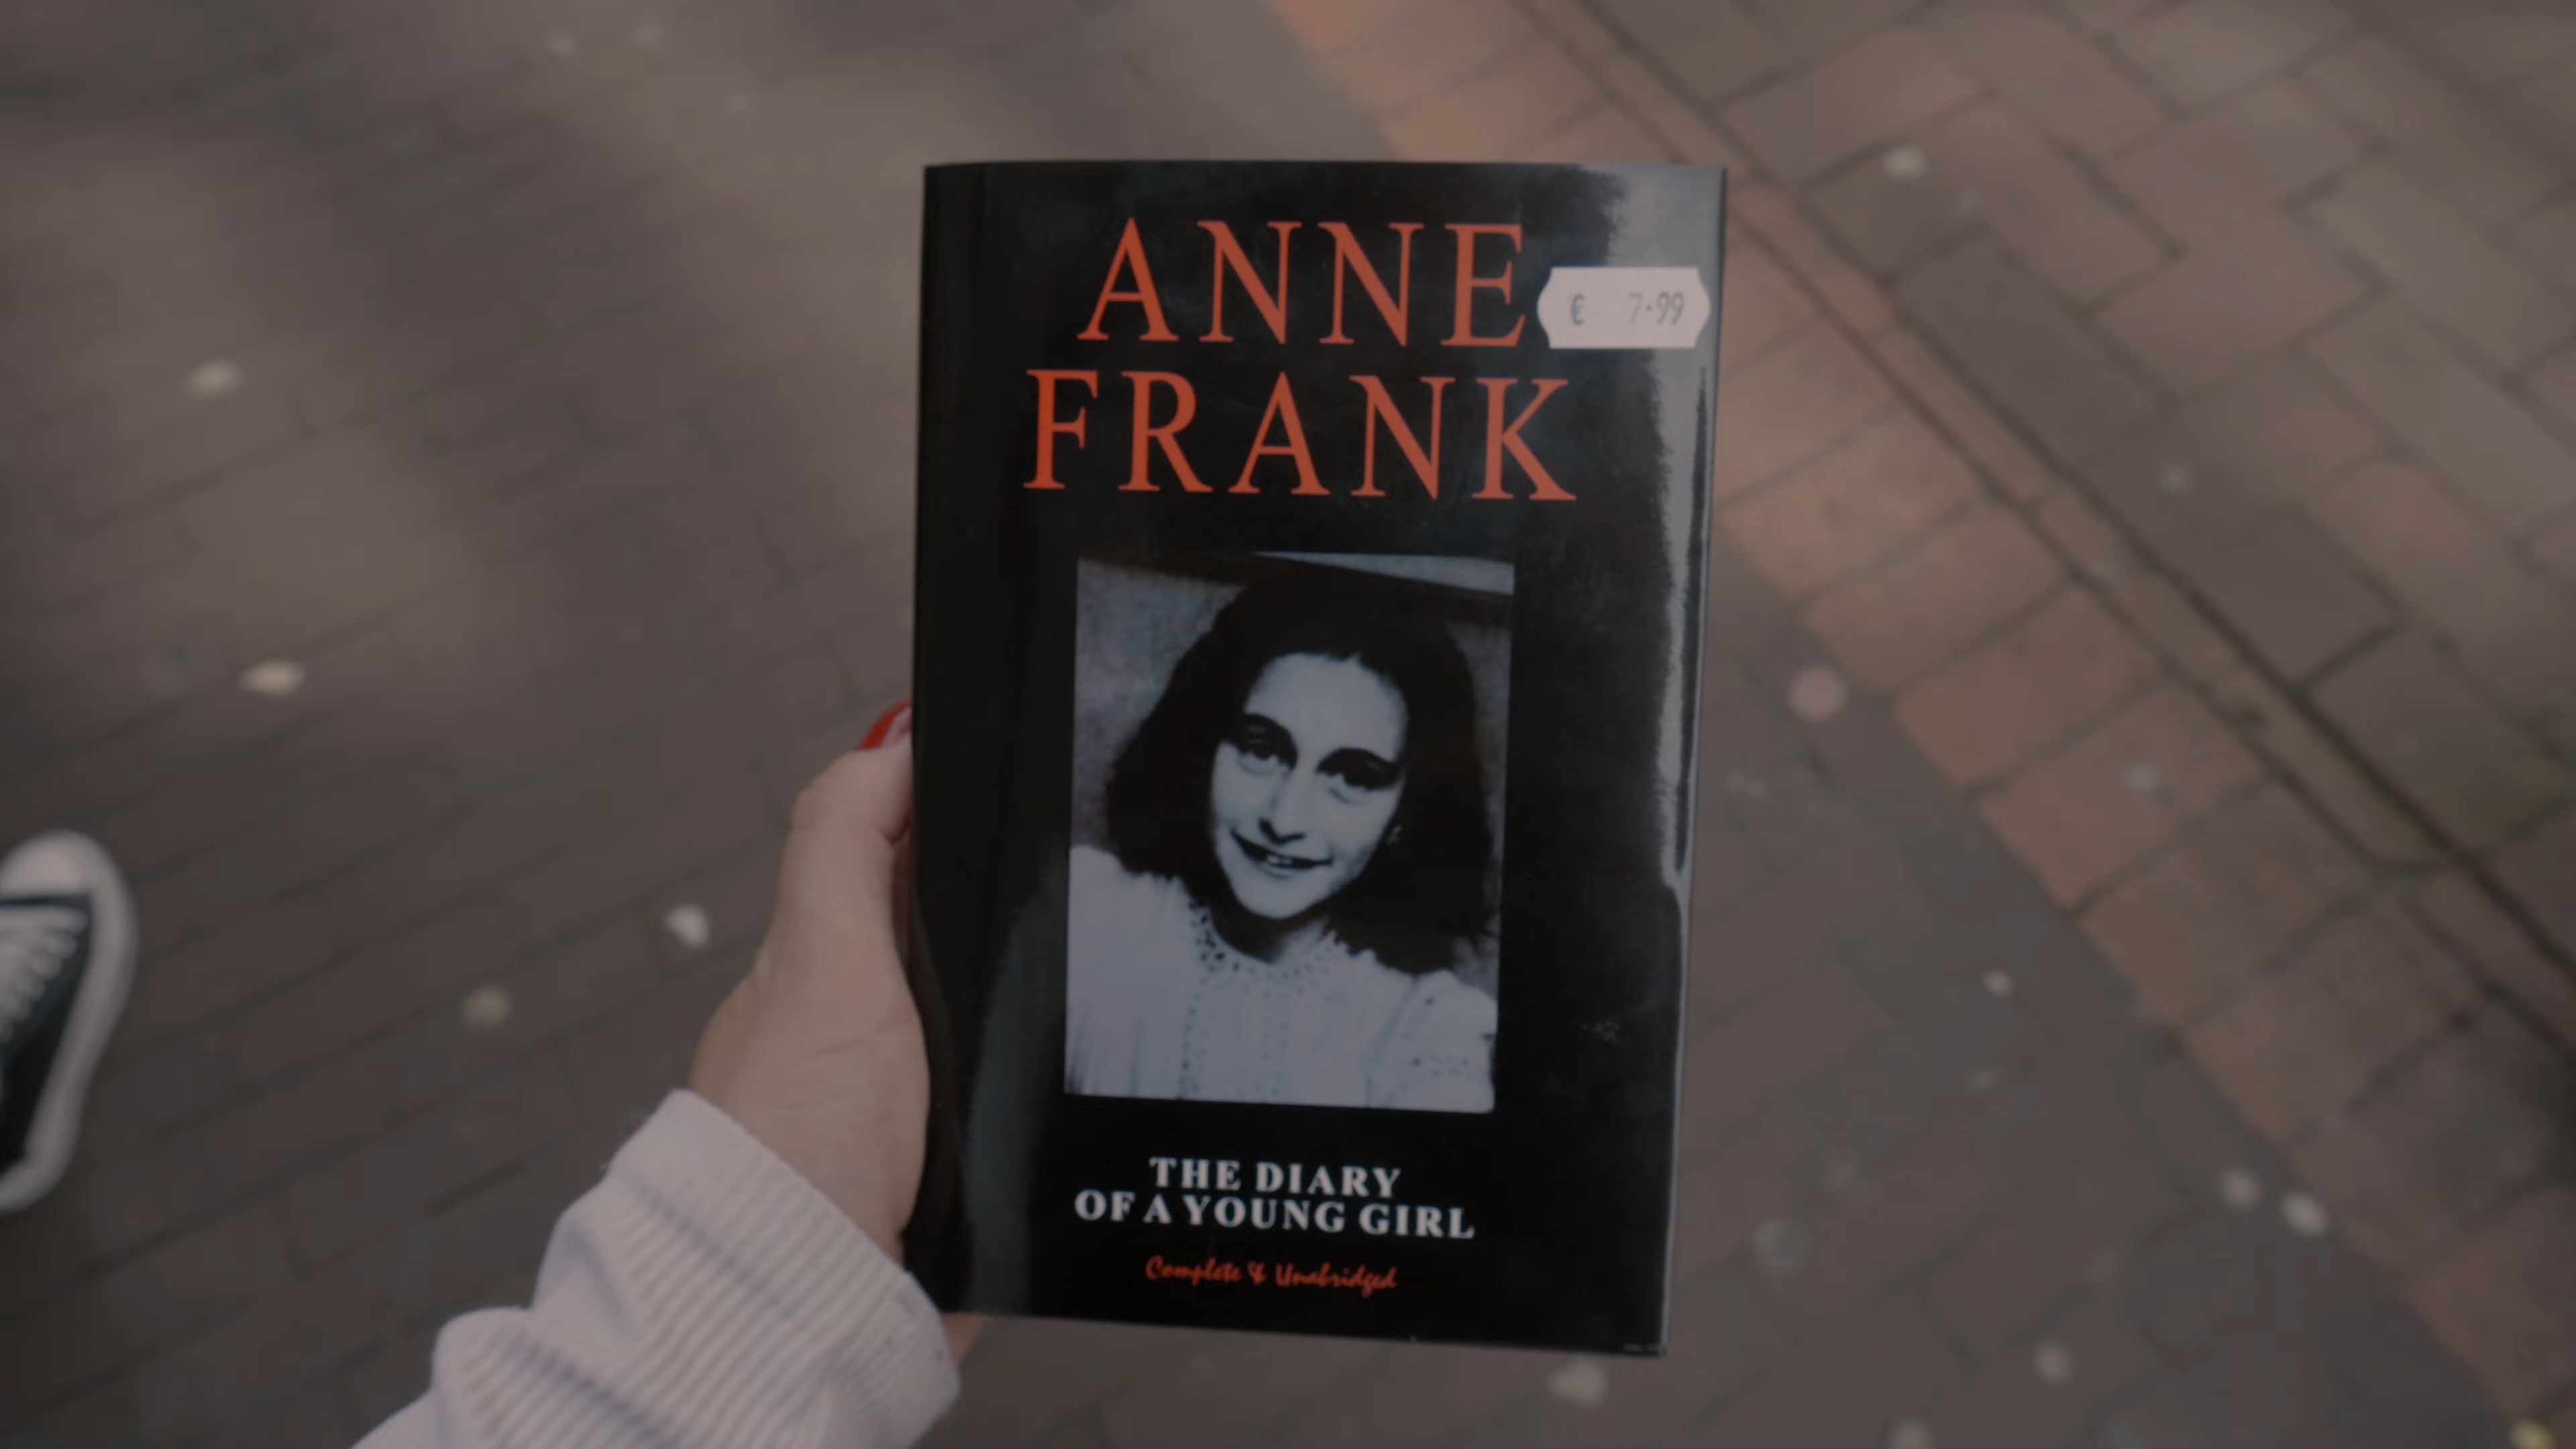 ANNE
€ 7.99
FRANK
THE DIARY
OF A YOUNG GIRL
Complete & Unabridged